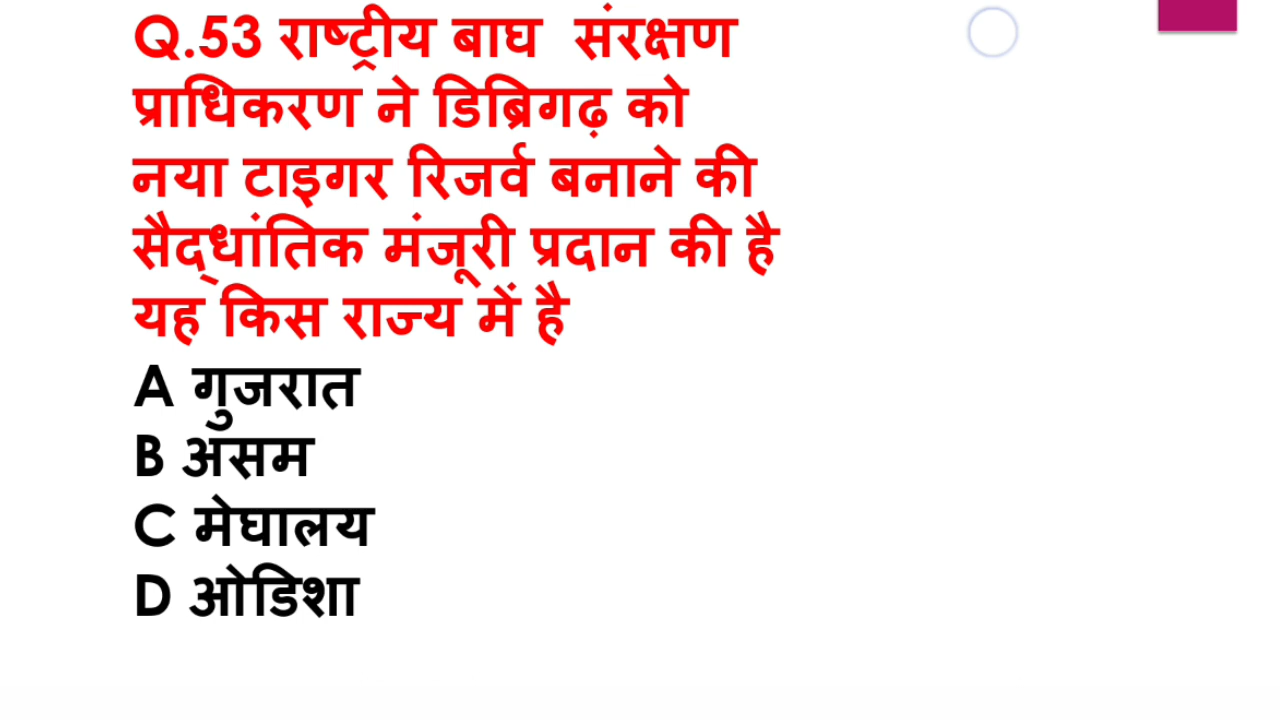 Q.53 राष्ट्रीय बाघ संरक्षण
प्राधिकरण ने डिब्रिगढ़ को
नया टाइगर रिजर्व बनाने की
सैद्धांतिक मंजूरी प्रदान की है
यह किस राज्य में है
A गुजरात
B असम
C मेघालय
D ओडिशा